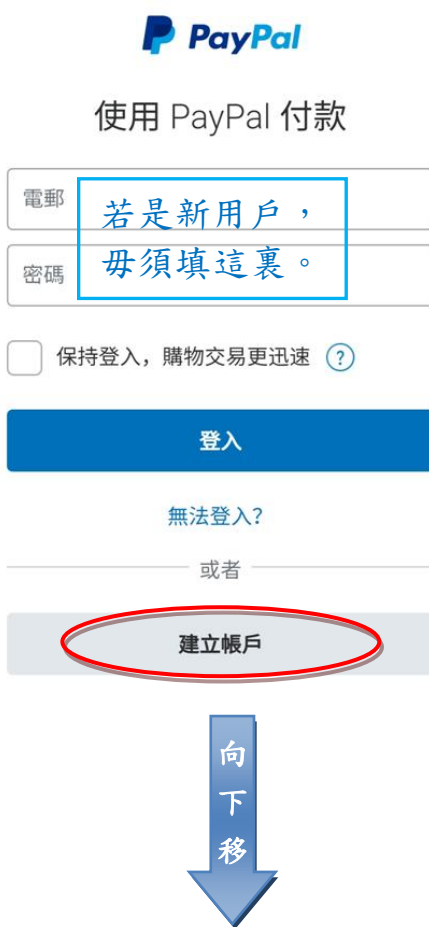 PayPal
使用 PayPal 付款
電郵
若是新用戶，
毋須填這裏。
密碼
保持登入，購物交易更迅速 ?
登入
無法登入?
或者
建立帳戶
向
下
移